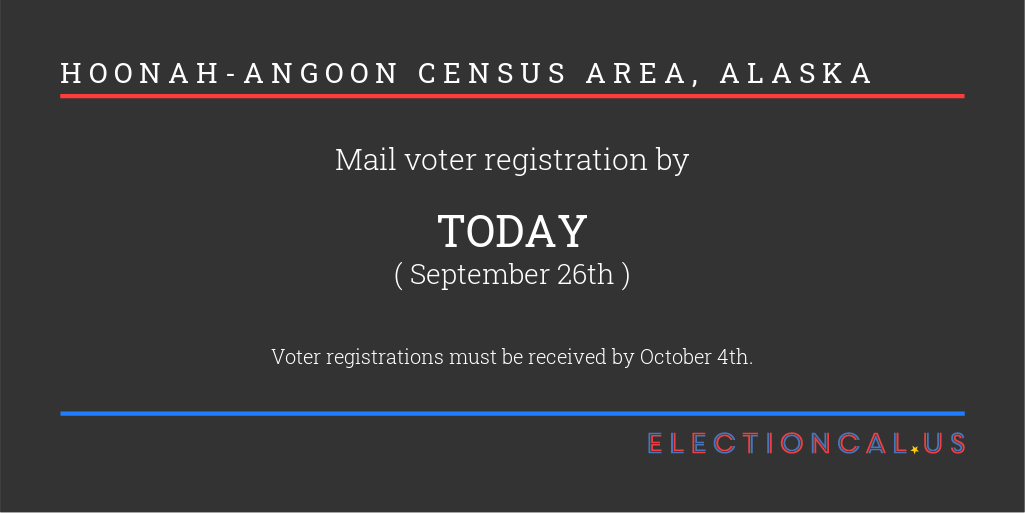 HOONAH-ANGOON CENSUS AREA, ALASKA
Mail voter registration by
TODAY
( September 26th )
Voter registrations must be received by October 4th.
ELECTIONCAL.US